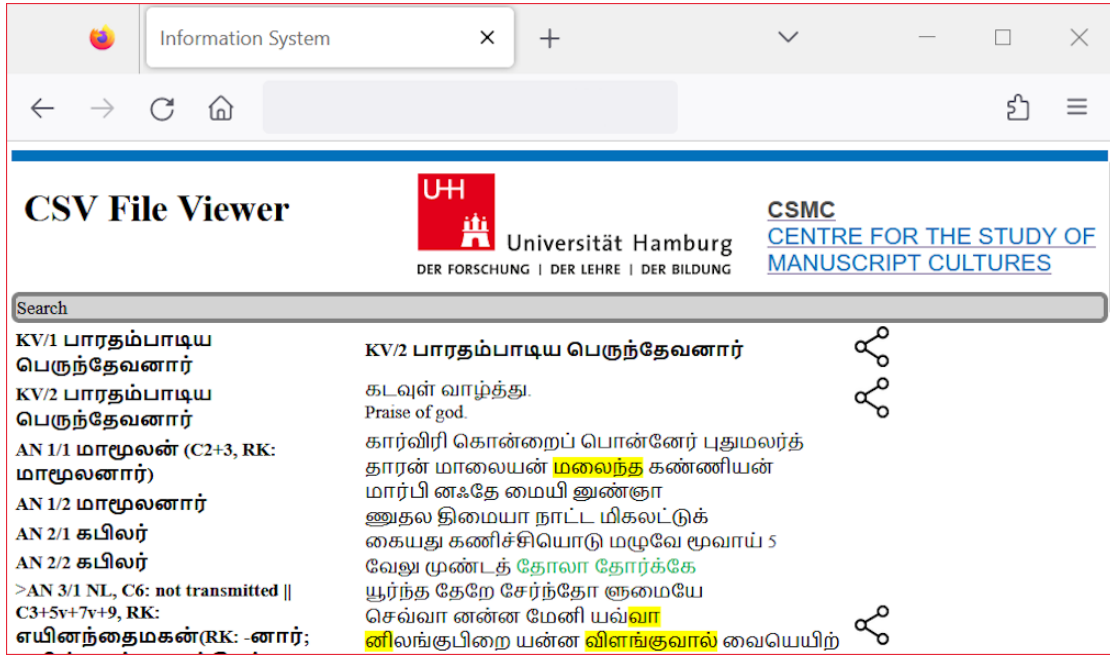 Information System
CSV File Viewer
UH
Universität Hamburg
DER FORSCHUNG | DER LEHRE | DER BILDUNG
CSMC
CENTRE FOR THE STUDY OF
MANUSCRIPT CULTURES
Search
KV/1 பாரதம்பாடிய
பெருந்தேவனார்
KV/2 பாரதம்பாடிய
பெருந்தேவனார்
AN 1/1 மாமூலன் (C2+3, RK:
மாமூலனார்)
AN 1/2 மாமூலனார்
AN 2/1 கபிலர்
AN 2/2 கபிலர்
>AN 3/1 NL, C6: not transmitted ||
C3+5v+7v+9, RK:
எயினந்தைமகன்(RK: -னார்;
KV/2 பாரதம்பாடிய பெருந்தேவனார்
கடவுள் வாழ்த்து.
Praise of god.
கார்விரி கொன்றைப் பொன்னேர் புதுமலர்த்
தாரன் மாலையன் மலைந்த கண்ணியன்
மார்பி னஃதே மையி னுண்ஞா
ணுதல திமையா நாட்ட மிகலட்டுக்
கையது கணிச்சியொடு மழுவே மூவாய் 5
வேலு முண்டத் தோலா தோர்க்கே
யூர்ந்த தேறே சேர்ந்தோ ளுமையே
செவ்வா னன்ன மேனி யவ்வா
னிலங்குபிறை யன்ன விளங்குவால் வையெயிற்